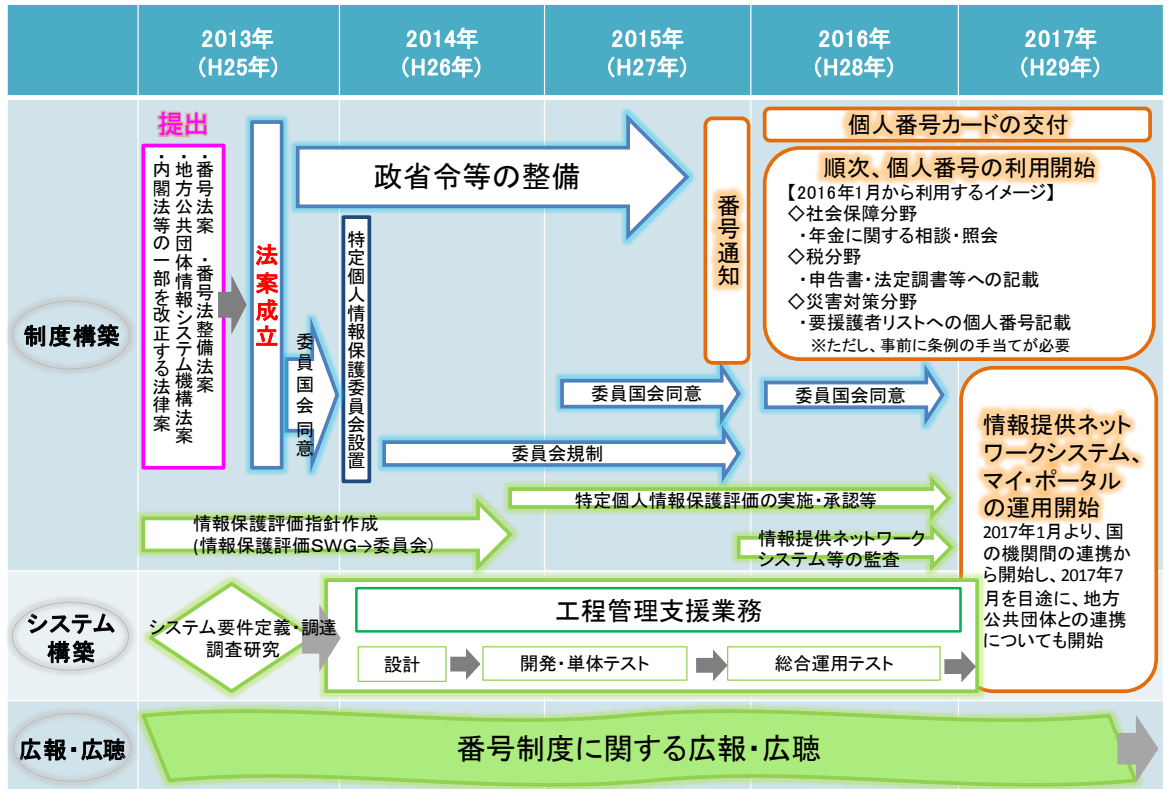 2013年
（H25年）
2014年
（H26年）
2015年
（H27年）
2016年
（H28年）
2017年
（H29年）
制度構築
提出
・番号法案　・番号法整備法案
・地方公共団体情報システム機構法案
・内閣法等の一部を改正する法律案
法案成立
政省令等の整備
委員国会同意
特定個人情報保護委員会設置
番号通知
個人番号カードの交付
順次、個人番号の利用開始
【2016年1月から利用するイメージ】
◇社会保障分野
・年金に関する相談・照会
◇税分野
・申告書・法定調書等への記載
◇災害対策分野
・要援護者リストへの個人番号記載
※ただし、事前に条例の手当てが必要
委員国会同意
委員国会同意
委員会規制
特定個人情報保護評価の実施・承認等
情報保護評価指針作成
(情報保護評価SWG→委員会)
情報提供ネットワーク
システム等の監査
情報提供ネット
ワークシステム、
マイ・ポータル
の運用開始
2017年1月より、国
の機関間の連携か
ら開始し、2017年7
月を目途に、地方
公共団体との連携
についても開始
システム
構築
システム要件定義・調達
調査研究
工程管理支援業務
設計
開発・単体テスト
総合運用テスト
広報・広聴
番号制度に関する広報・広聴